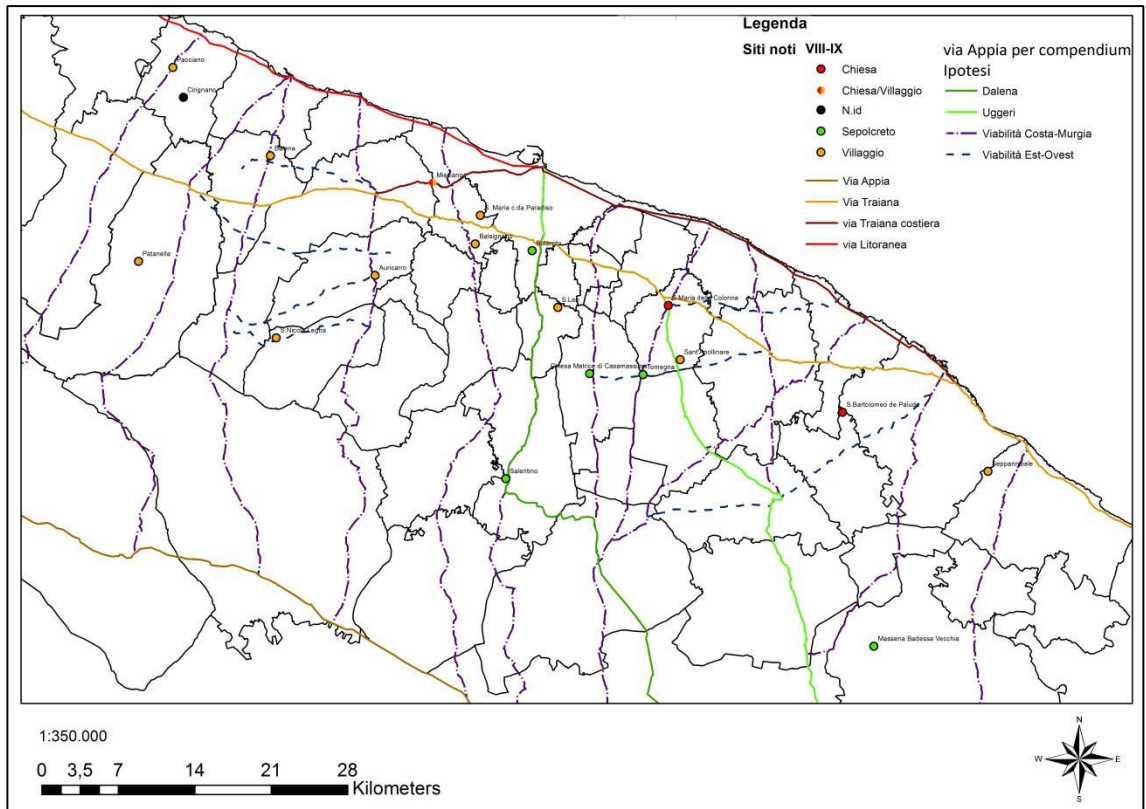 Legenda
Siti noti VIII-IX
Chiesa
Chiesa/Villaggio
N.id
Sepolcreto
Villaggio
Via Appia
Via Traiana
via Traiana costiera
via Litoranea
via Appia per compendium
Ipotesi
Dalena
Uggeri
Viabilità Costa-Murgia
Viabilità Est-Ovest
Pacciano
Cirignano
Patanella
S. Maria c.da Paradiso
Balsignano
Auricarro
S.Nicola
S.Maria della Colonna
Sant'Apollinare
Chiesa Matrice di Casamassima
Tomegna
S.Bartolomeo de Palude
Salentino
Seppannibale
Masseria Badessa Vecchia
1:350.000
0 3,5 7 14 21 28
Kilometers
N
W
E
S